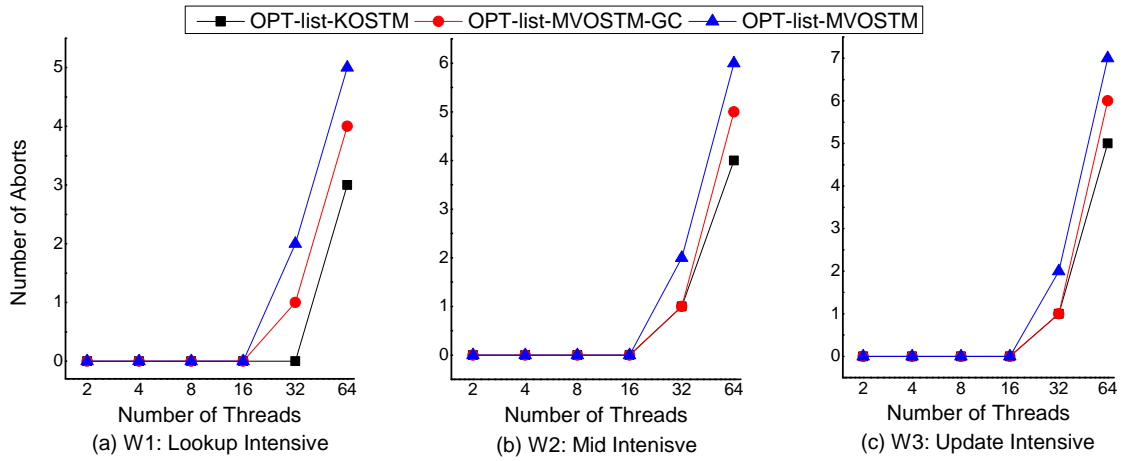 OPT-list-KOSTM OPT-list-MVOSTM-GC OPT-list-MVOSTM
Number of Aborts
5
4
3
2
1
0
2 4 8 16 32 64
Number of Threads
(a) W1: Lookup Intensive
6
5
4
3
2
1
0
2 4 8 16 32 64
Number of Threads
(b) W2: Mid Intenisve
7
6
5
4
3
2
1
0
2 4 8 16 32 64
Number of Threads
(c) W3: Update Intensive